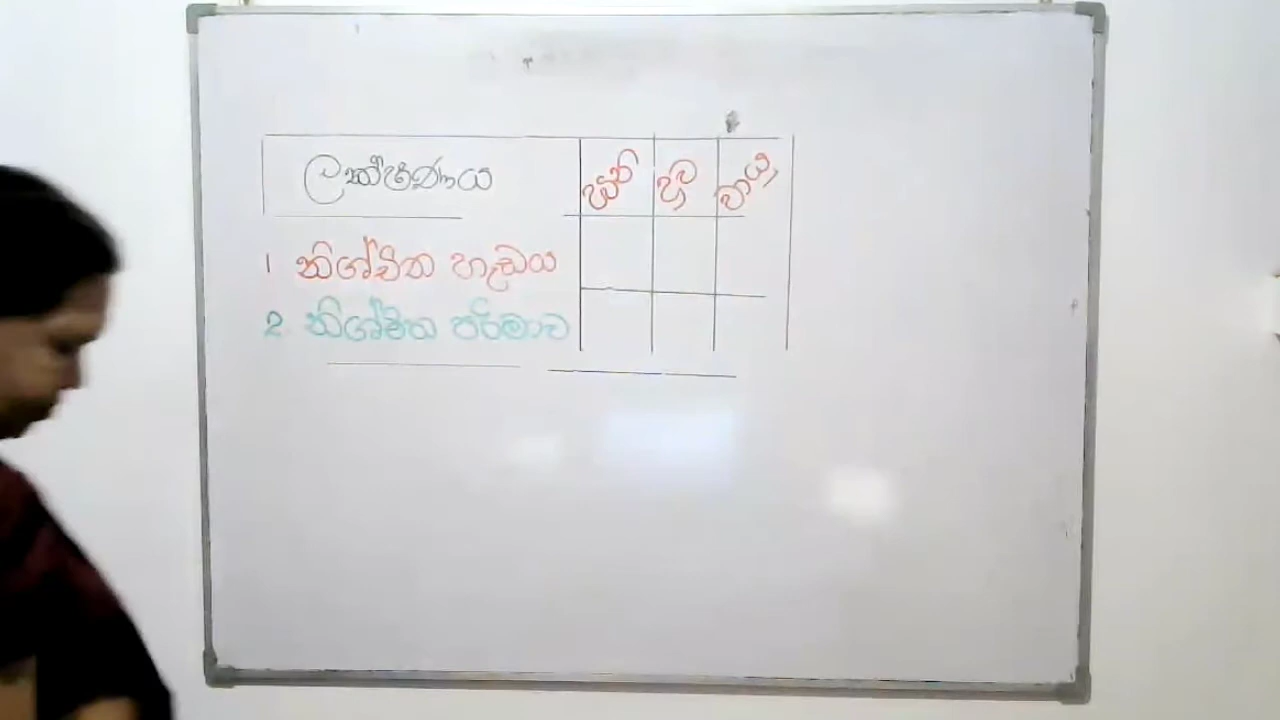 ලක්ෂණය ඝන ද්‍රව වායු
1 නිශ්චිත හැඩය
2 නිශ්චිත පරිමාව